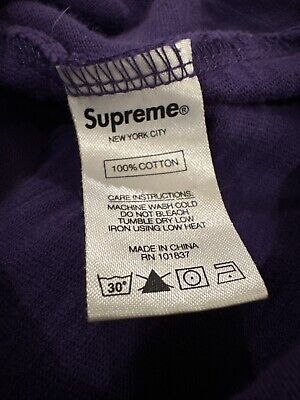 Supreme®
NEW YORK CITY
100% COTTON
CARE INSTRUCTIONS:
MACHINE WASH COLD
DO NOT BLEACH
TUMBLE DRY LOW
IRON USING LOW HEAT
MADE IN CHINA
RN 101837
30°